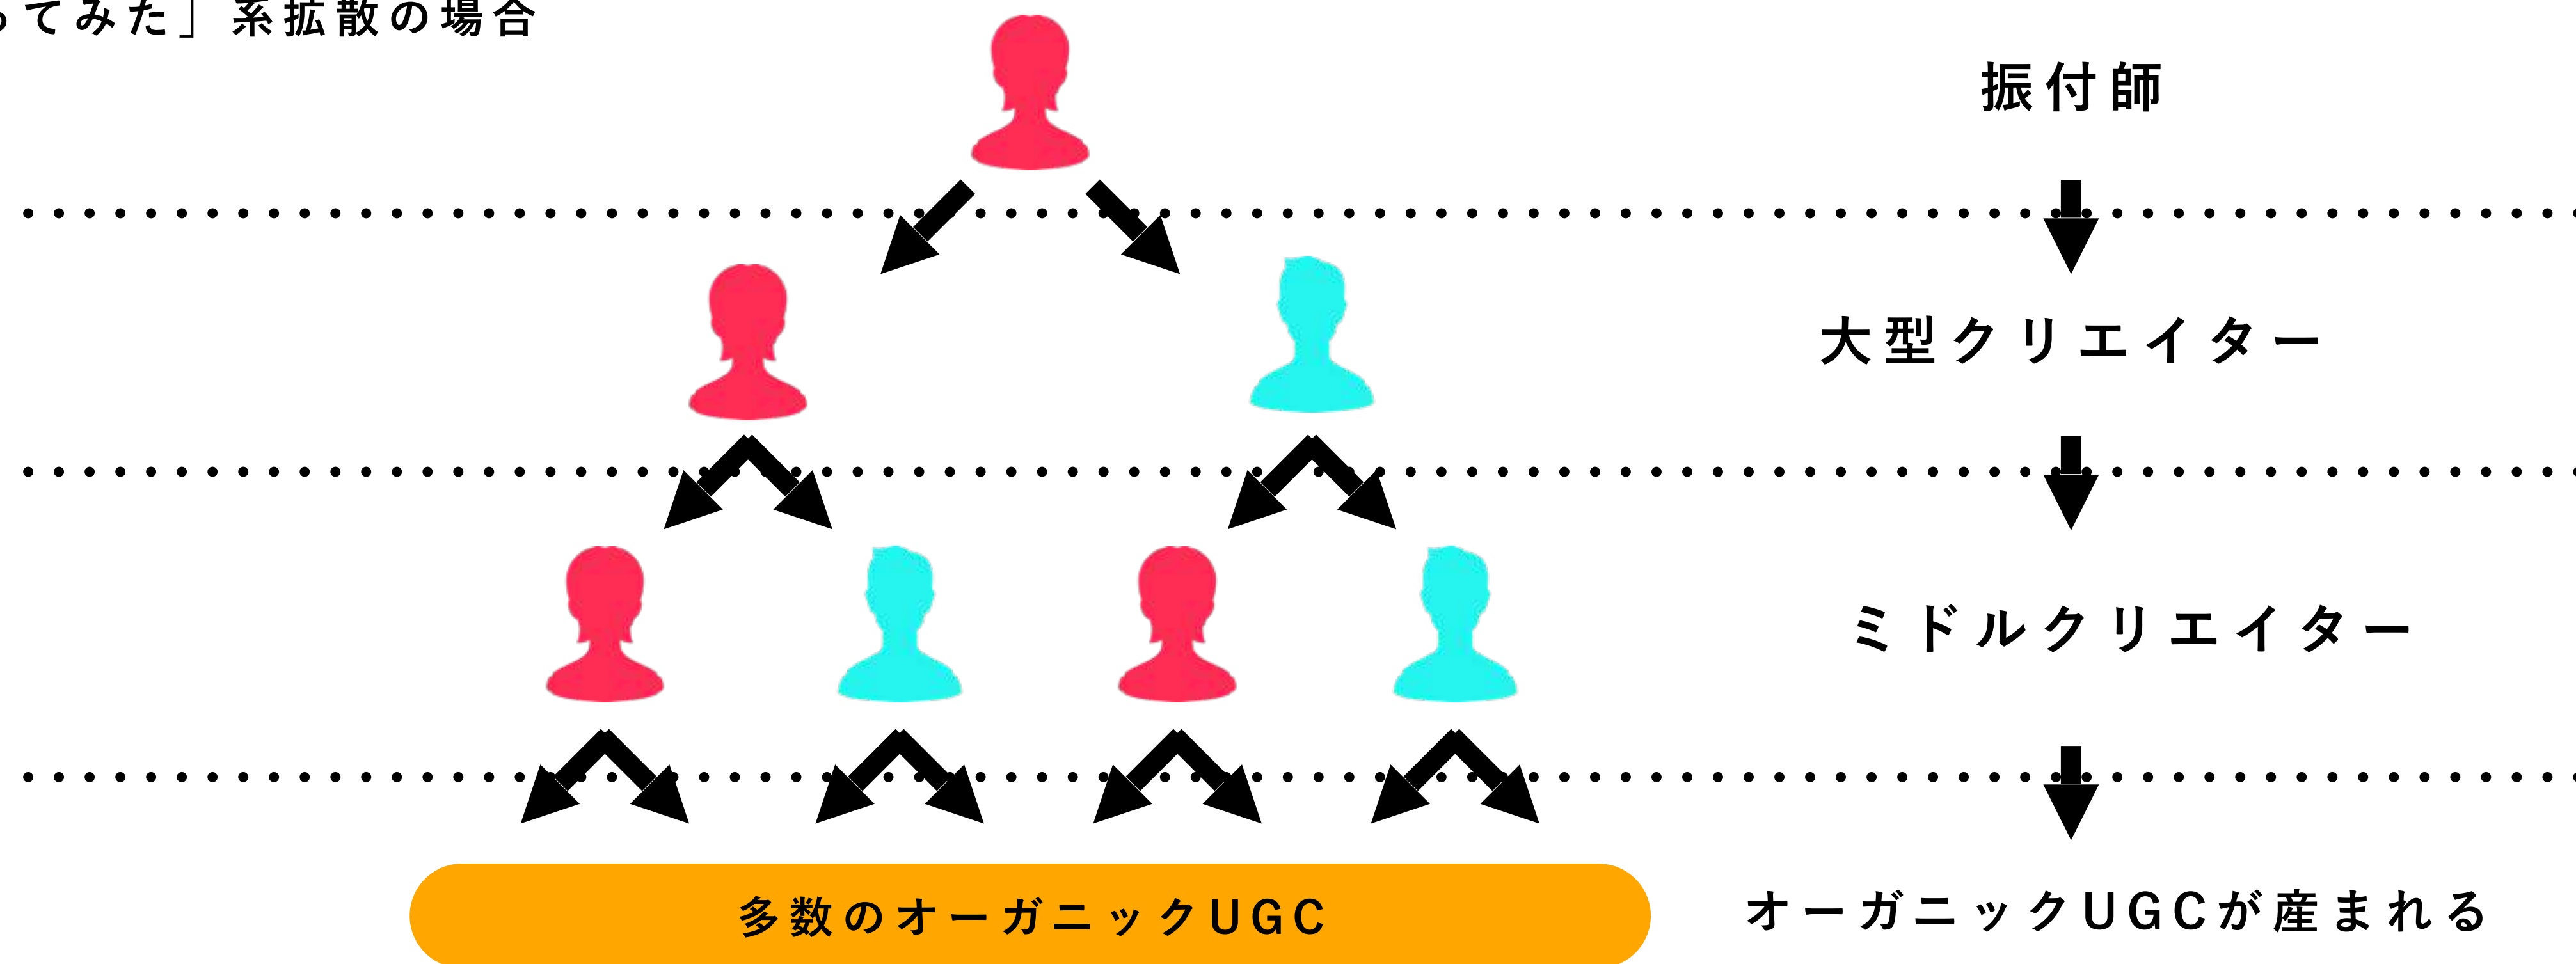 ってみた」系拡散の場合
振付師
大型クリエイター
ミドルクリエイター
多数のオーガニックUGC
オーガニックUGCが産まれる